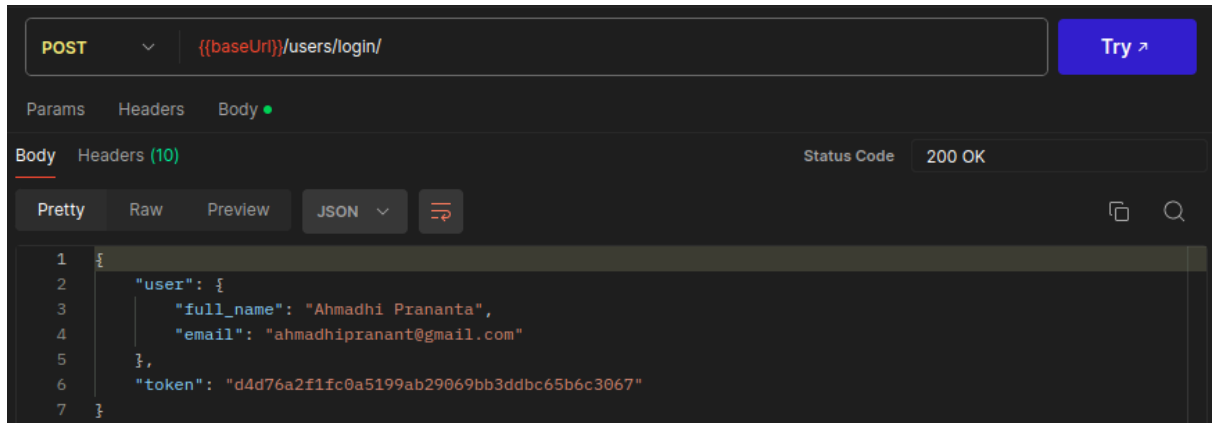 POST {{baseUrl}}/users/login/ Try ↗
Params Headers Body
Body Headers (10) Status Code 200 OK
Pretty Raw Preview JSON
1 {
2 "user": {
3 "full_name": "Ahmadhi Prananta",
4 "email": "ahmadhipranant@gmail.com"
5 },
6 "token": "d4d76a2f1fc0a5199ab29069bb3ddbc65b6c3067"
7 }